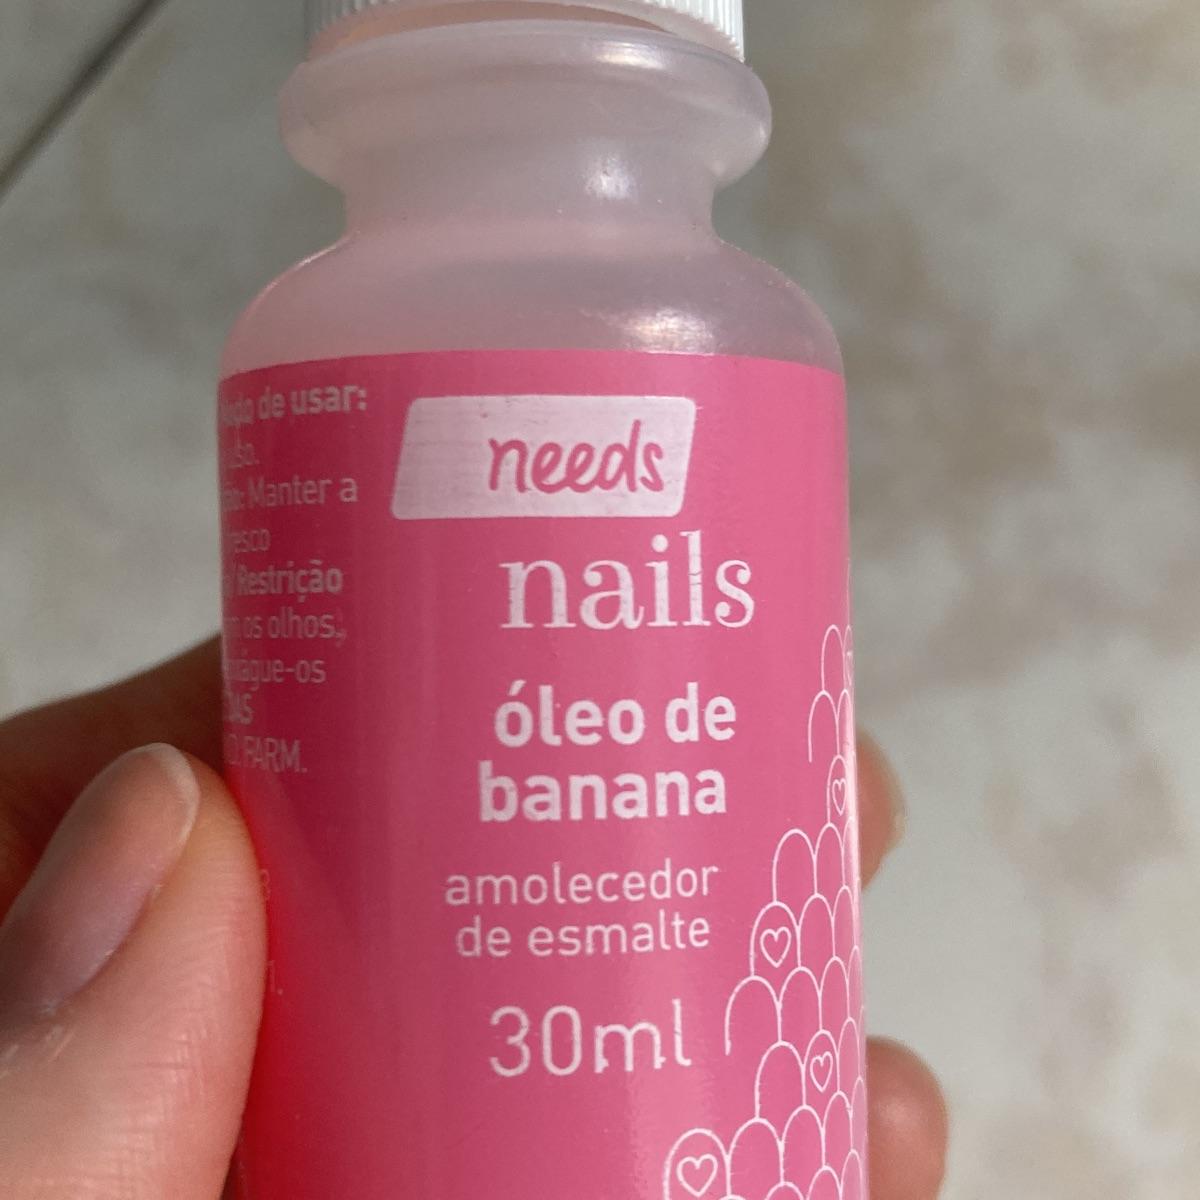 de usar:
Manter a
Restrição
os olhos.,
FARM.
needs
nails
óleo de
banana
amolecedor
de esmalte
30ml